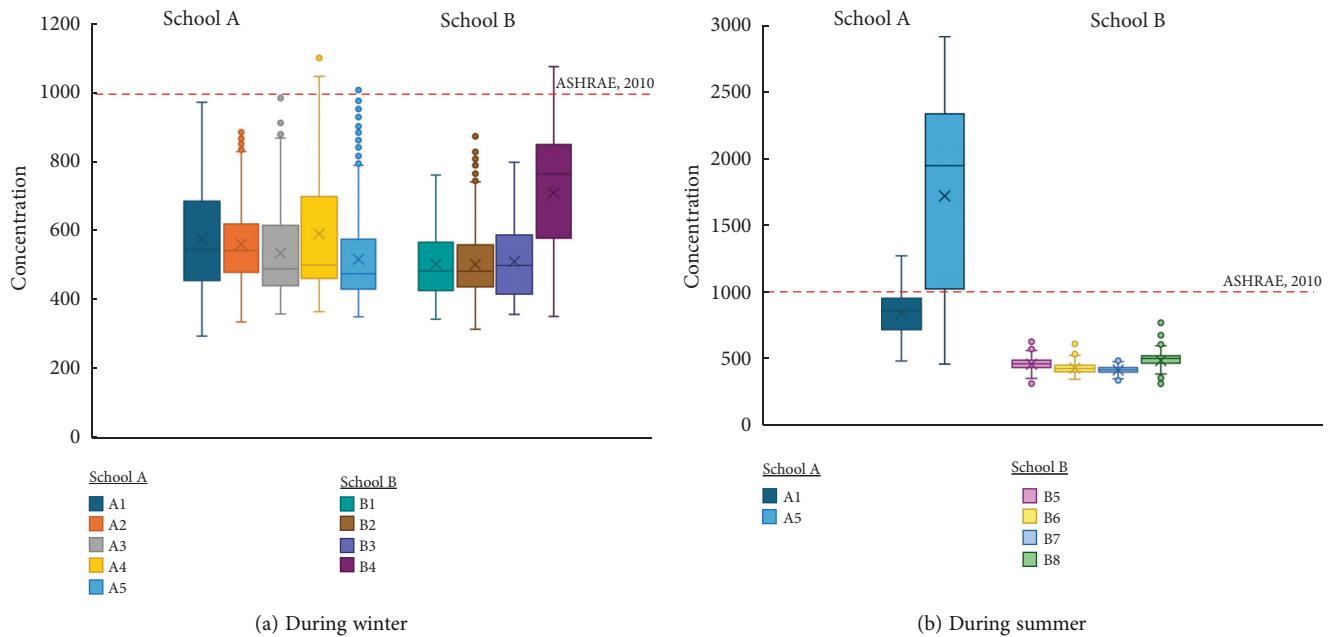 School A School B
1200
1000
800
600
400
200
0
Concentration
ASHRAE, 2010
School A
A1
A2
A3
A4
A5
School B
B1
B2
B3
B4
(a) During winter
School A School B
3000
2500
2000
1500
1000
500
0
Concentration
ASHRAE, 2010
School A
A1
A5
School B
B5
B6
B7
B8
(b) During summer